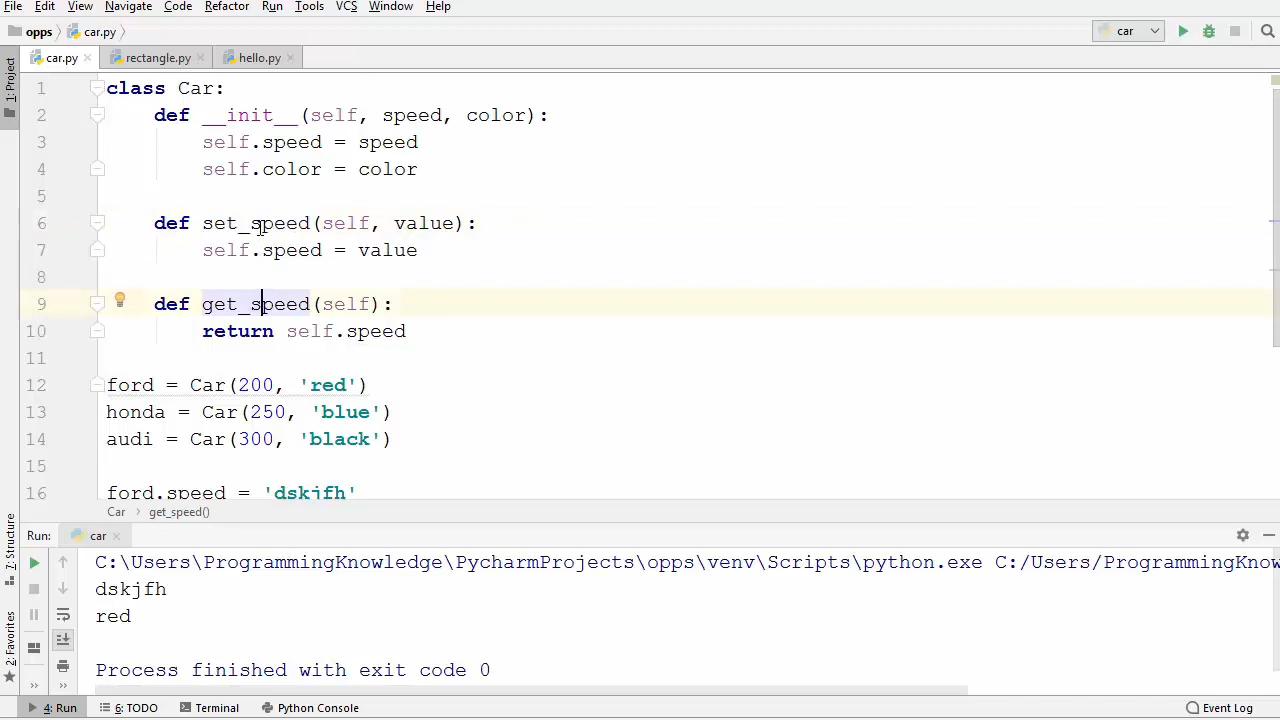 File Edit View Navigate Code Refactor Run Tools VCS Window Help
opps car.py car
car.py rectangle.py hello.py
1: Project
1 class Car:
2 def __init__(self, speed, color):
3 self.speed = speed
4 self.color = color
5
6 def set_speed(self, value):
7 self.speed = value
8
9 def get_speed(self):
10 return self.speed
11
12 ford = Car(200, 'red')
13 honda = Car(250, 'blue')
14 audi = Car(300, 'black')
15
16 ford.speed = 'dskjfh'
Car get_speed()
7: Structure
2: Favorites
Run: car
C:\Users\ProgrammingKnowledge\PycharmProjects\opps\venv\Scripts\python.exe C:/Users/ProgrammingKnow
dskjfh
red
Process finished with exit code 0
4: Run 6: TODO Terminal Python Console Event Log